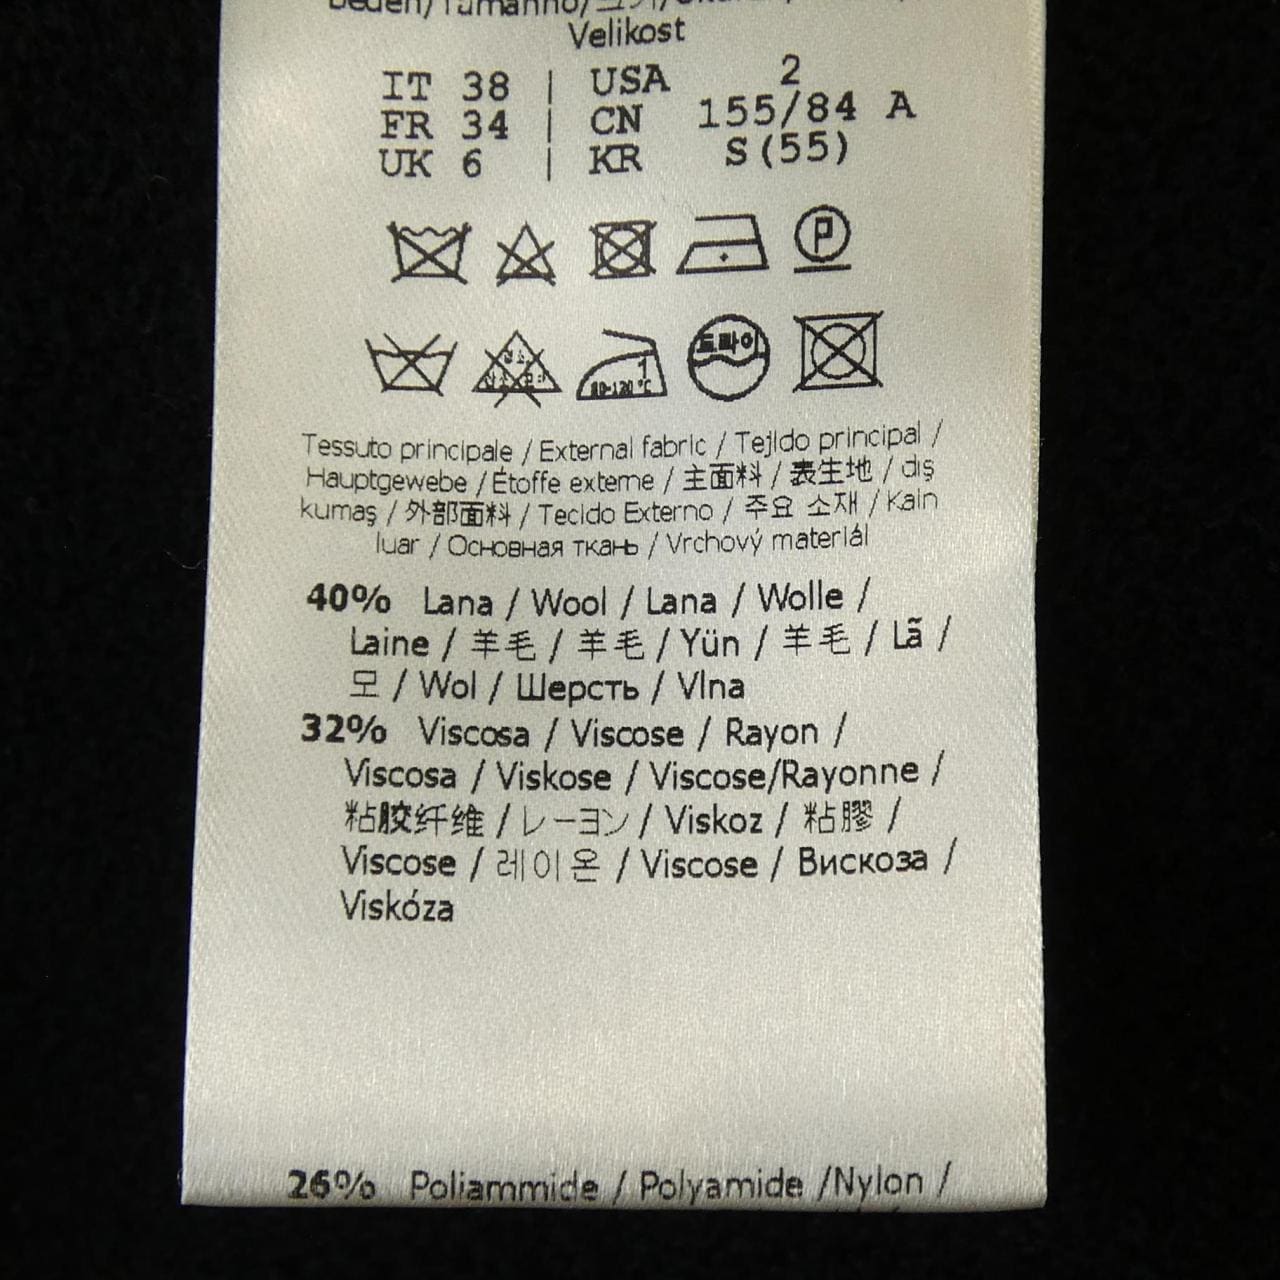 Velikost
IT 38 | USA 2
FR 34 | CN 155/84 A
UK 6 | KR S(55)
P
드라이
80-120°C
Tessuto principale / External fabric / Tejido principal /
Hauptgewebe / Étoffe externe / 主面料 / 表生地 / dış
kumaş / 外部面料 / Tecido Externo / 주요 소재 / Kain
luar / Основная ткань / Vrchový materiál
40% Lana / Wool / Lana / Wolle /
Laine / 羊毛 / 羊毛 / Yün / 羊毛 / Lã /
모 / Wol / Шерсть / Vlna
32% Viscosa / Viscose / Rayon /
Viscosa / Viskose / Viscose/Rayonne /
粘胶纤维 / レーヨン / Viskoz / 粘膠 /
Viscose / 레이온 / Viscose / Вискоза /
Viskóza
26% Poliammide / Polyamide /Nylon /